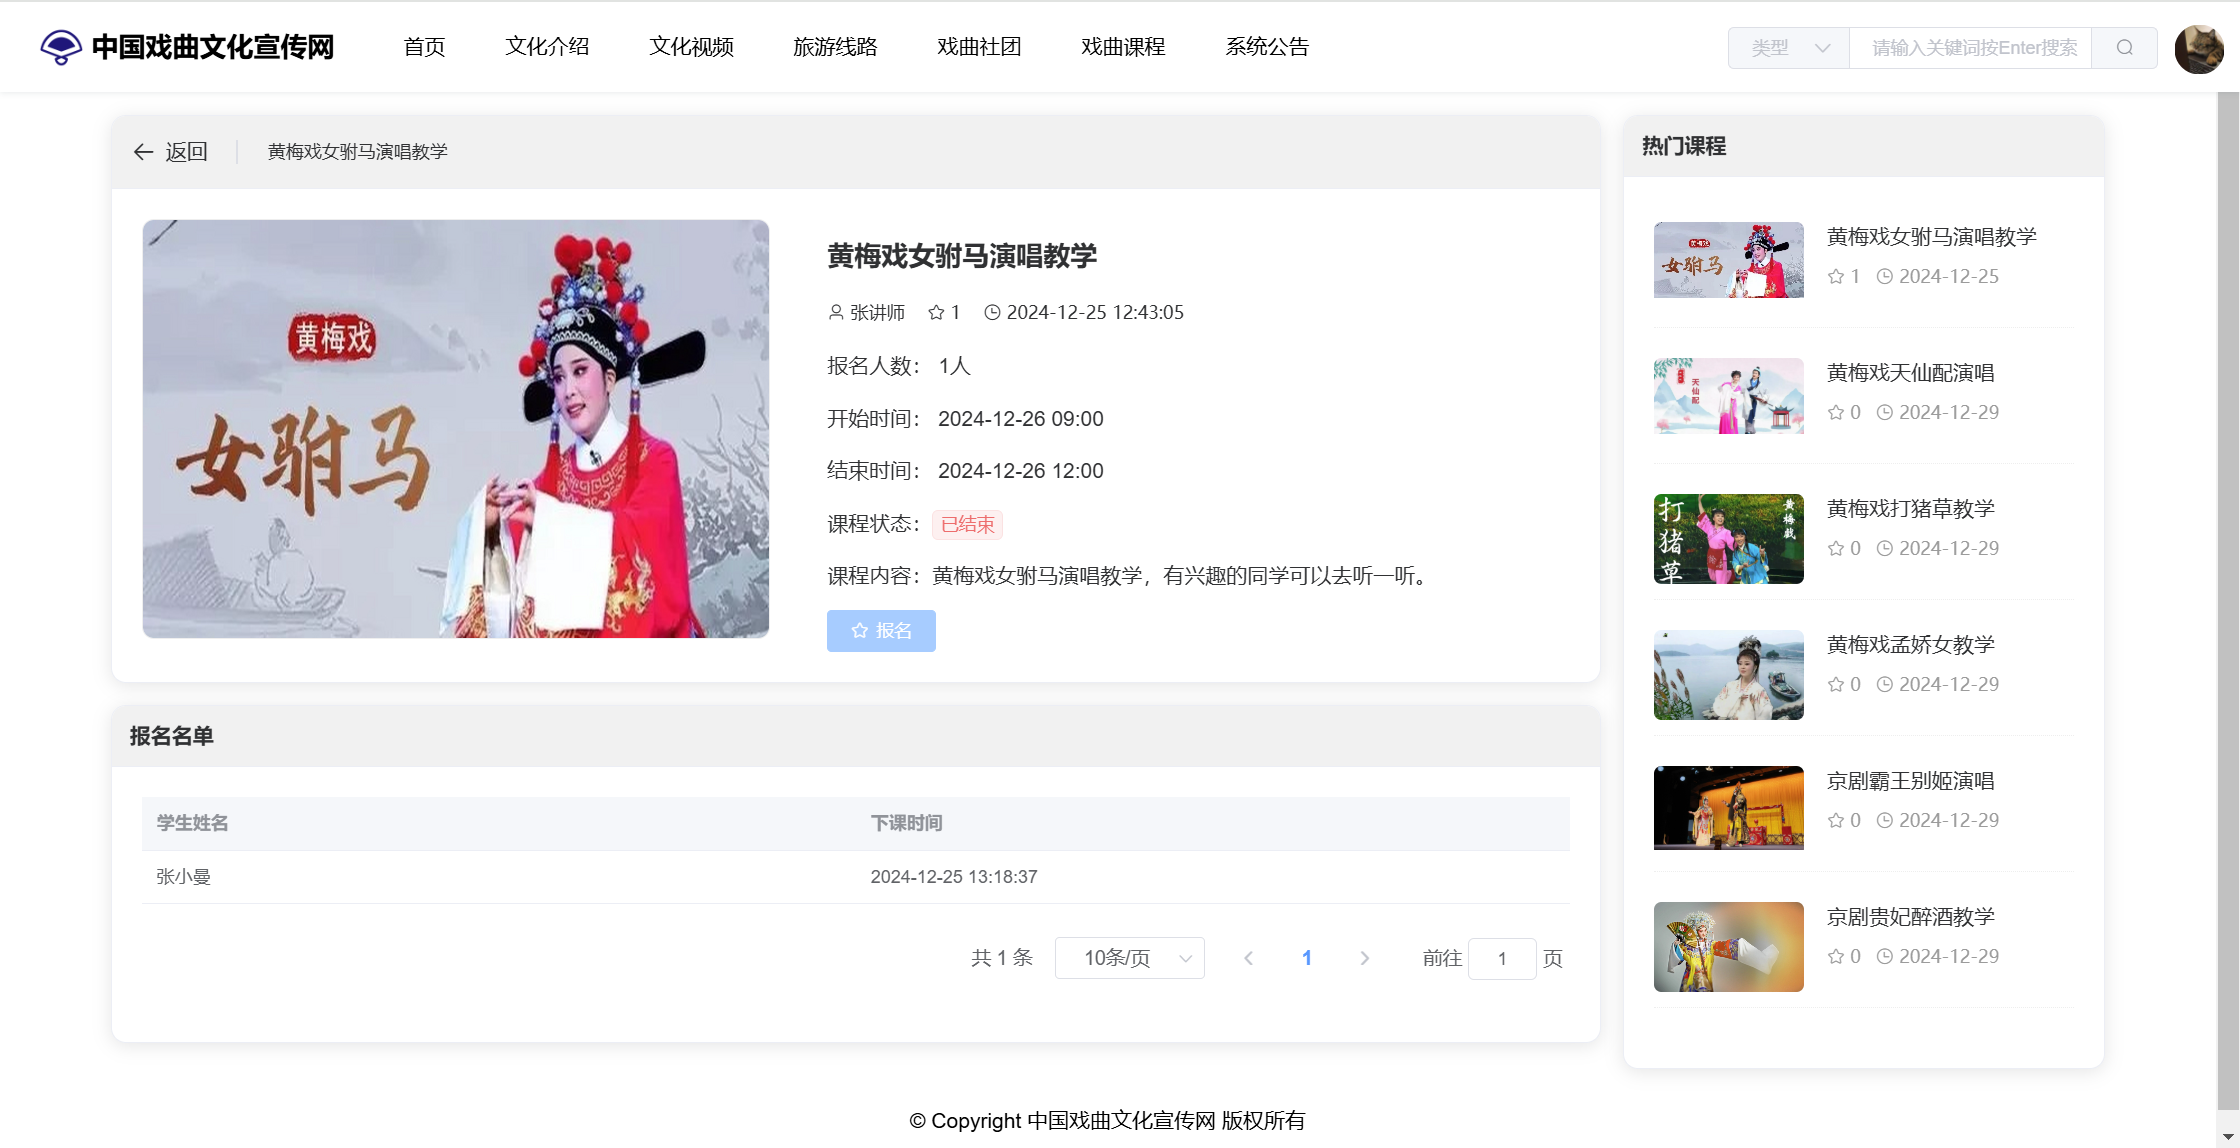 中国戏曲文化宣传网
首页 文化介绍 文化视频 旅游线路 戏曲社团 戏曲课程 系统公告
类型 请输入关键词按Enter搜索
返回 黄梅戏女驸马演唱教学
黄梅戏
女驸马
黄梅戏女驸马演唱教学
张讲师 1 2024-12-25 12:43:05
报名人数： 1人
开始时间： 2024-12-26 09:00
结束时间： 2024-12-26 12:00
课程状态： 已结束
课程内容：黄梅戏女驸马演唱教学，有兴趣的同学可以去听一听。
报名
报名名单
学生姓名 下课时间
张小曼 2024-12-25 13:18:37
共 1 条 10条/页 1 前往 1 页
热门课程
黄梅戏
女驸马
黄梅戏女驸马演唱教学
1 2024-12-25
天仙配
黄梅戏天仙配演唱
0 2024-12-29
打猪草
黄梅戏
黄梅戏打猪草教学
0 2024-12-29
黄梅戏孟娇女教学
0 2024-12-29
京剧霸王别姬演唱
0 2024-12-29
京剧贵妃醉酒教学
0 2024-12-29
© Copyright 中国戏曲文化宣传网 版权所有